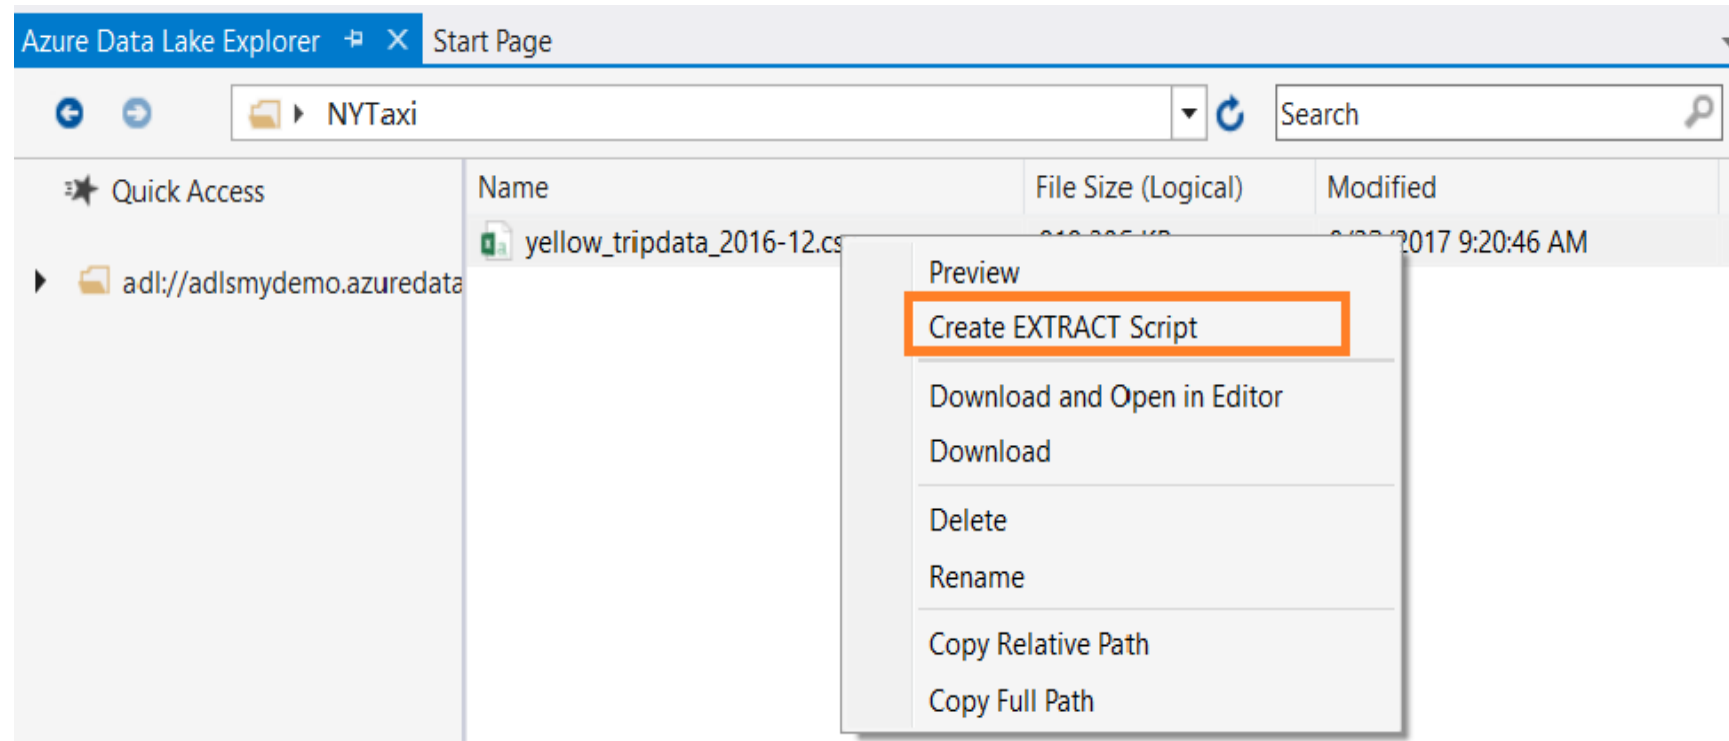 Azure Data Lake Explorer Start Page
NYTaxi Search
Quick Access Name File Size (Logical) Modified
yellow_tripdata_2016-12.cs 2017 9:20:46 AM
adl://adlsmydemo.azuredata
Preview
Create EXTRACT Script
Download and Open in Editor
Download
Delete
Rename
Copy Relative Path
Copy Full Path